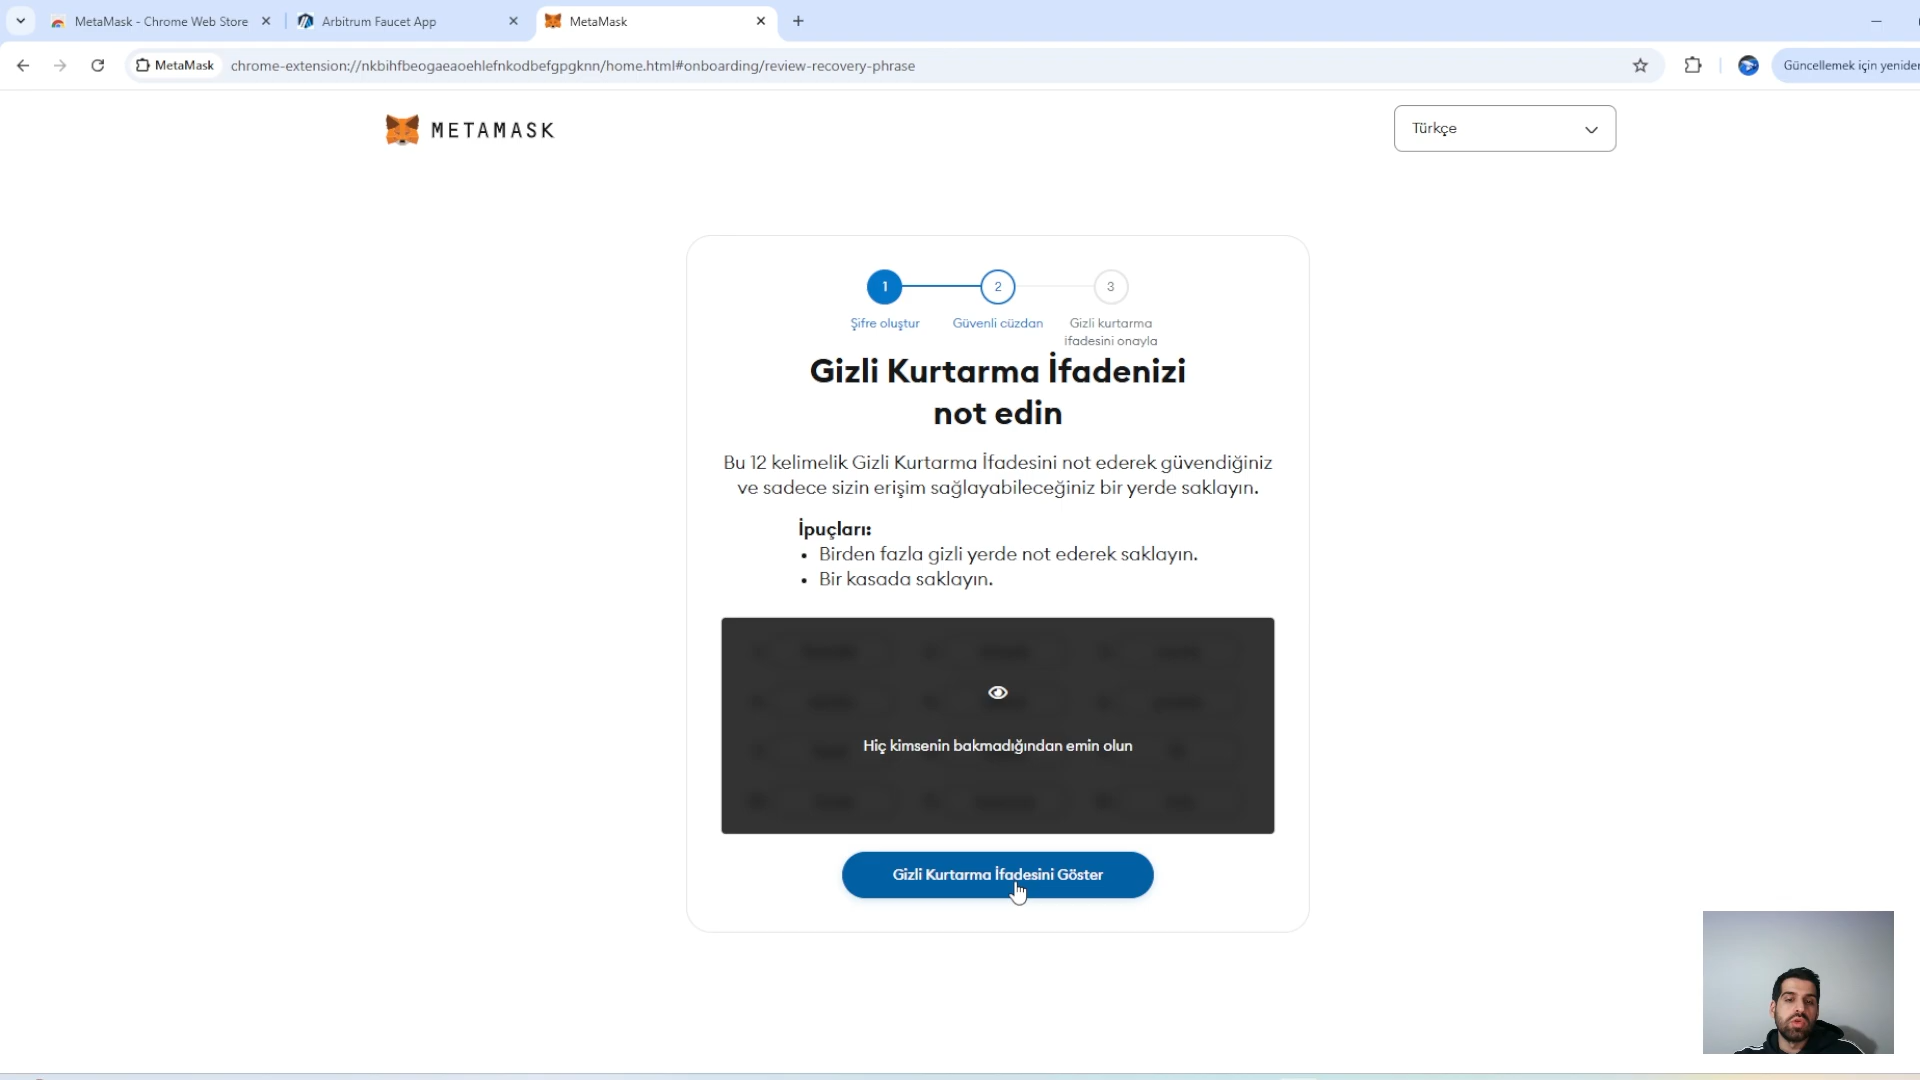 MetaMask - Chrome Web Store
Arbitrum Faucet App
MetaMask
MetaMask
chrome-extension://nkbihfbeogaeaoehlefnkodbefgpgknn/home.html#onboarding/review-recovery-phrase
Güncellemek için yeniden
METAMASK
Türkçe
1
2
3
Şifre oluştur
Güvenli cüzdan
Gizli kurtarma
ifadesini onayla
Gizli Kurtarma İfadenizi
not edin
Bu 12 kelimelik Gizli Kurtarma İfadesini not ederek güvendiğiniz
ve sadece sizin erişim sağlayabileceğiniz bir yerde saklayın.
İpuçları:
• Birden fazla gizli yerde not ederek saklayın.
• Bir kasada saklayın.
Hiç kimsenin bakmadığından emin olun
Gizli Kurtarma İfadesini Göster